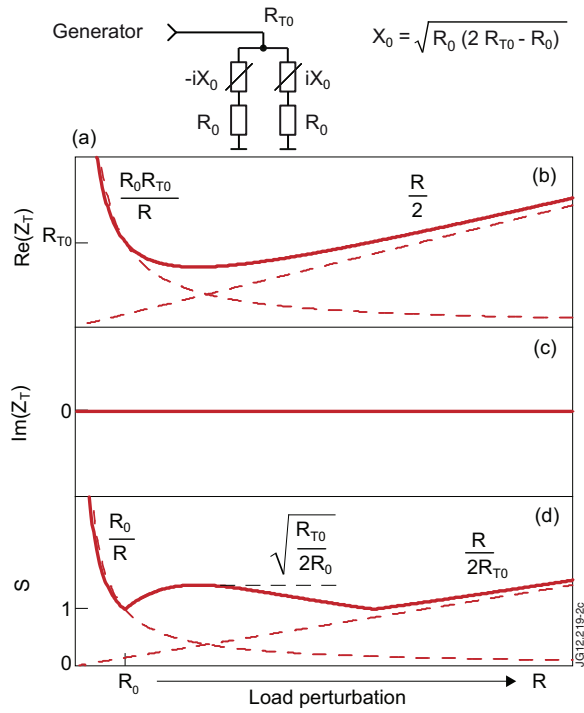 R_T0
Generator
X_0 = √R_0 (2 R_T0 - R_0)
-iX_0
iX_0
R_0
R_0
(a)
(b)
R_0R_T0
R
R
2
R_T0
Re(Z_T)
(c)
0
Im(Z_T)
(d)
R_0
R
√R_T0
2R_0
R
2R_T0
S
1
0
R_0
R
Load perturbation
JG12.219-2c